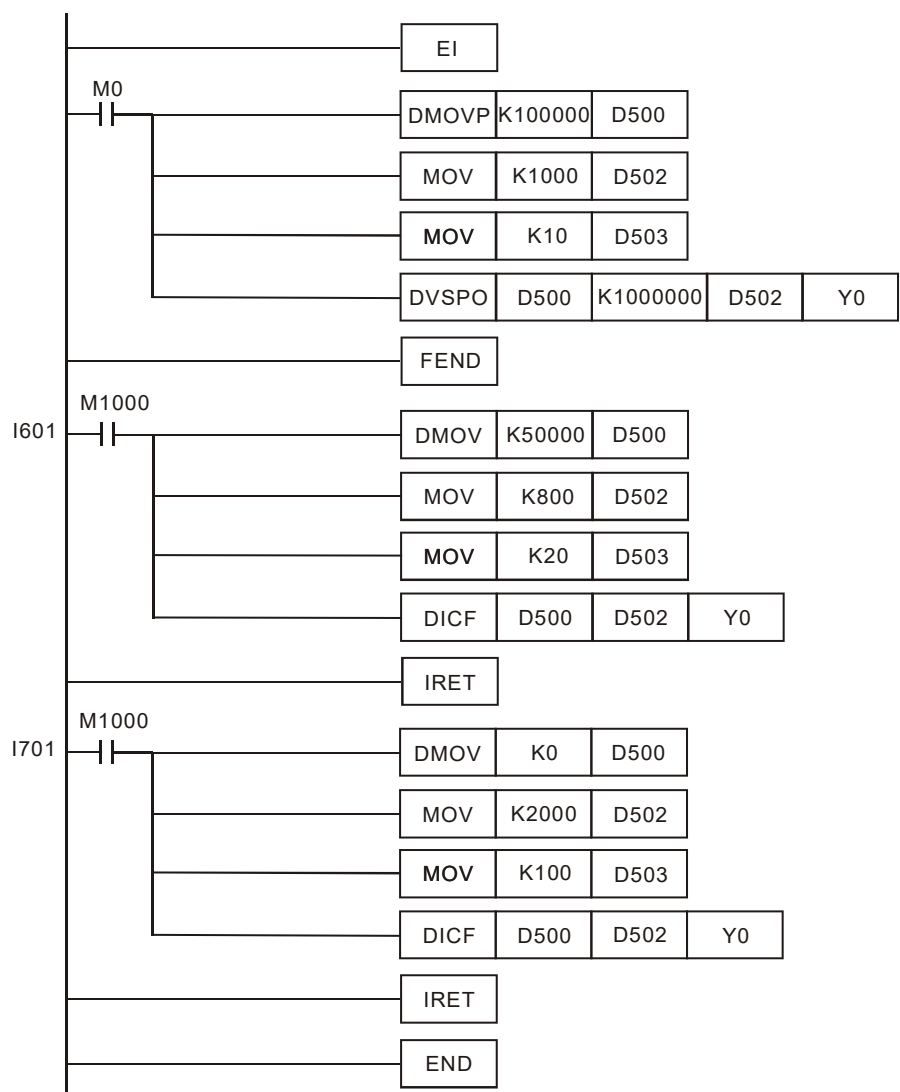 EI
M0
DMOVP K100000 D500
MOV K1000 D502
MOV K10 D503
DVSPO D500 K1000000 D502 Y0
FEND
M1000
I601
DMOV K50000 D500
MOV K800 D502
MOV K20 D503
DICF D500 D502 Y0
IRET
M1000
I701
DMOV K0 D500
MOV K2000 D502
MOV K100 D503
DICF D500 D502 Y0
IRET
END